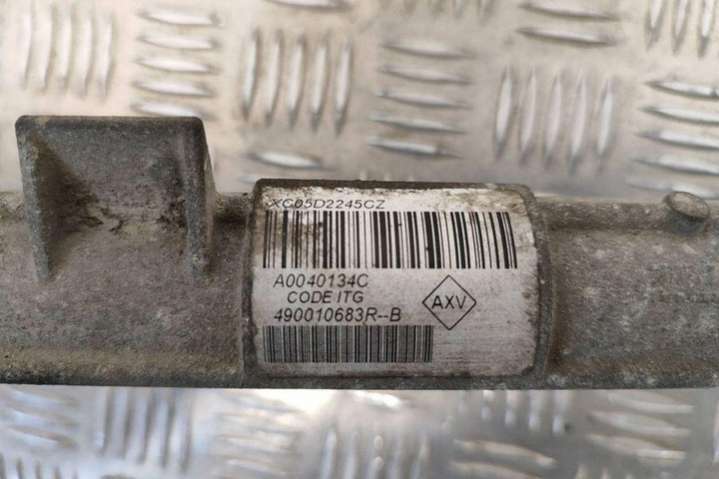 XC05D2245CZ
A0040134C
CODE ITG
AXV
490010683R--B